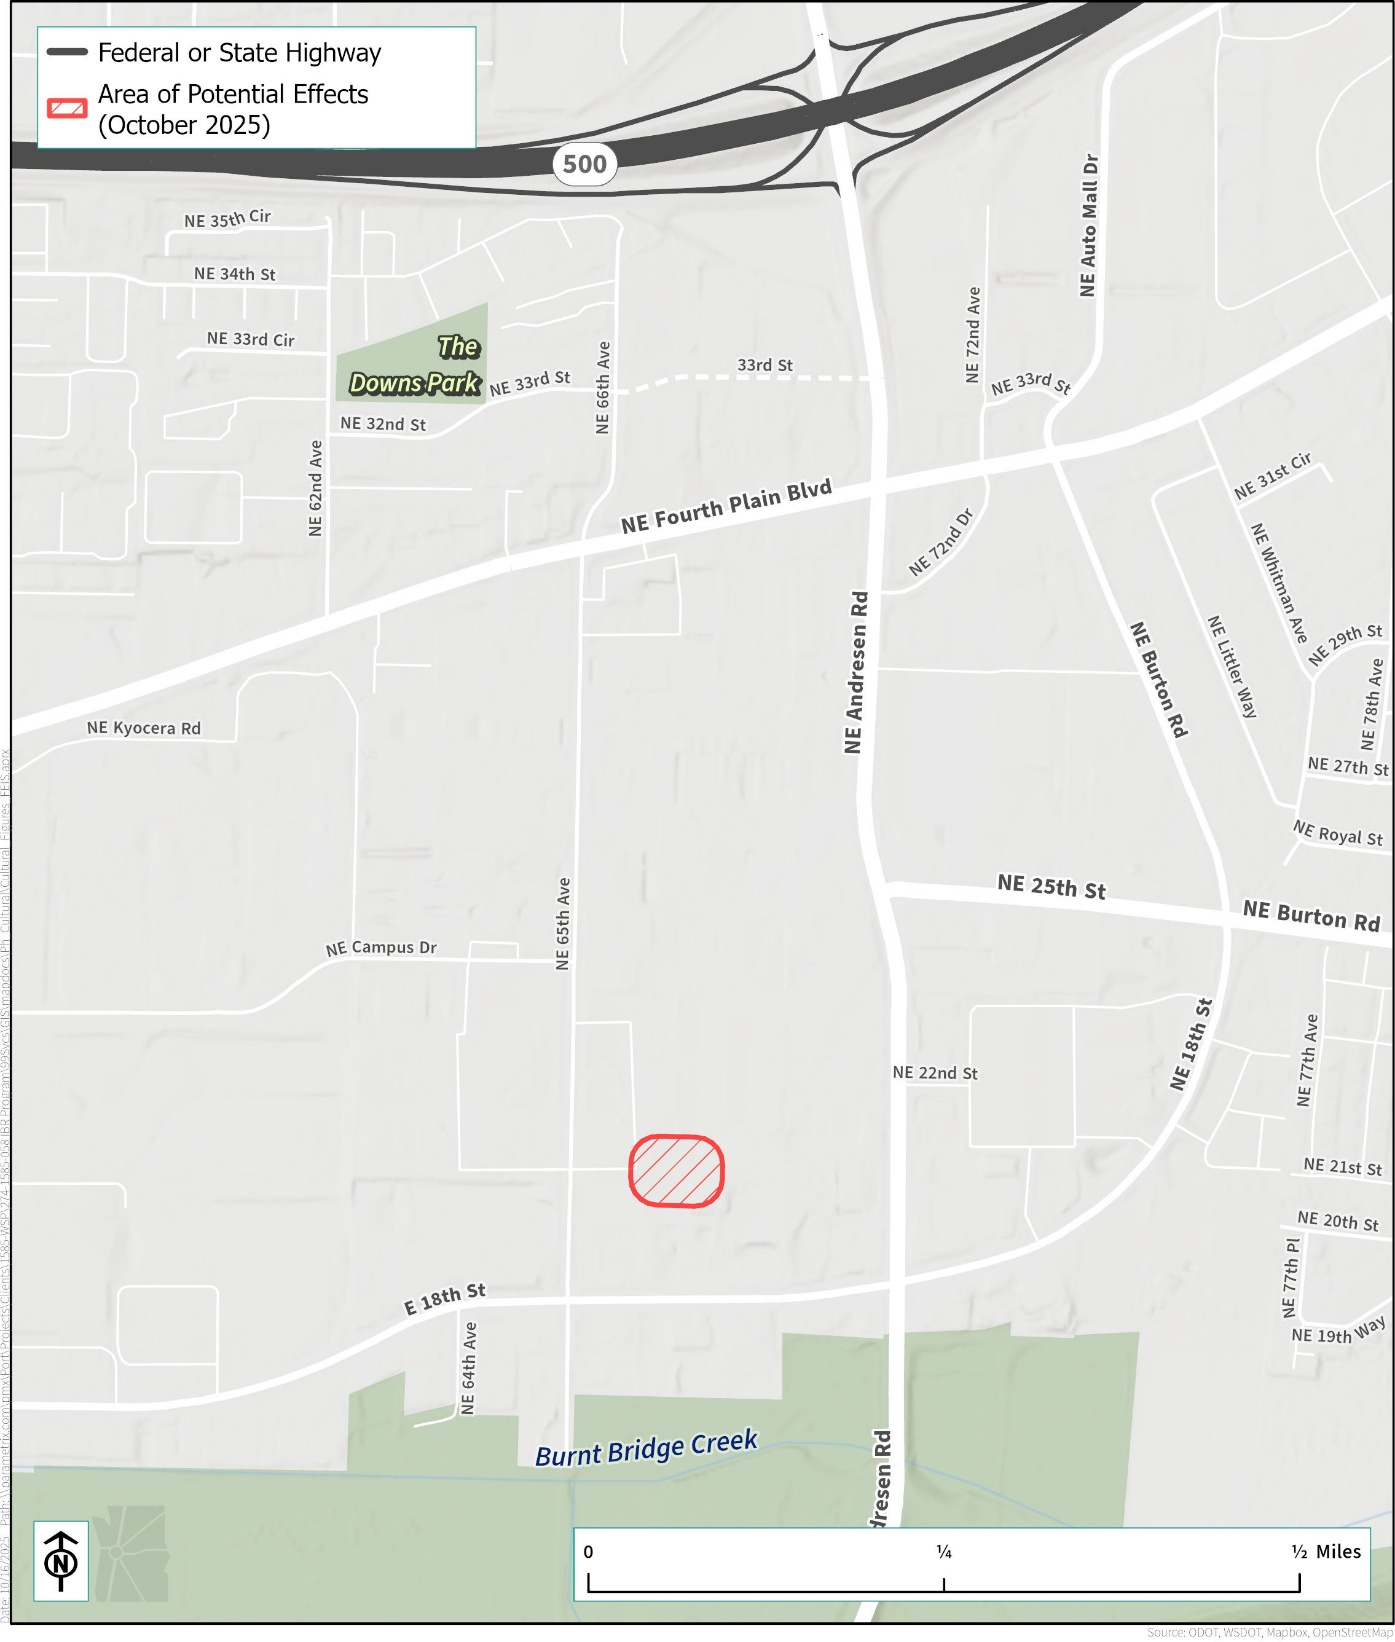 Federal or State Highway
Area of Potential Effects
(October 2025)
500
NE Auto Mall Dr
NE 35th Cir
NE 34th St
NE 33rd Cir
The
Downs Park
NE 33rd St
NE 66th Ave
33rd St
NE 72nd Ave
NE 33rd St
NE 32nd St
NE 62nd Ave
NE Fourth Plain Blvd
NE 31st Cir
NE 72nd Dr
NE Whitman Ave
NE Andresen Rd
NE Burton Rd
NE Littler Way
NE 29th St
NE 78th Ave
NE Kyocera Rd
NE 27th St
NE Royal St
NE 25th St
NE Burton Rd
NE 65th Ave
NE Campus Dr
NE 18th St
NE 77th Ave
NE 22nd St
NE 21st St
NE 20th St
NE 77th Pl
E 18th St
NE 64th Ave
NE 19th Way
Burnt Bridge Creek
dresen Rd
N
0 ¼ ½ Miles
Source: ODOT, WSDOT, Mapbox, OpenStreetMap